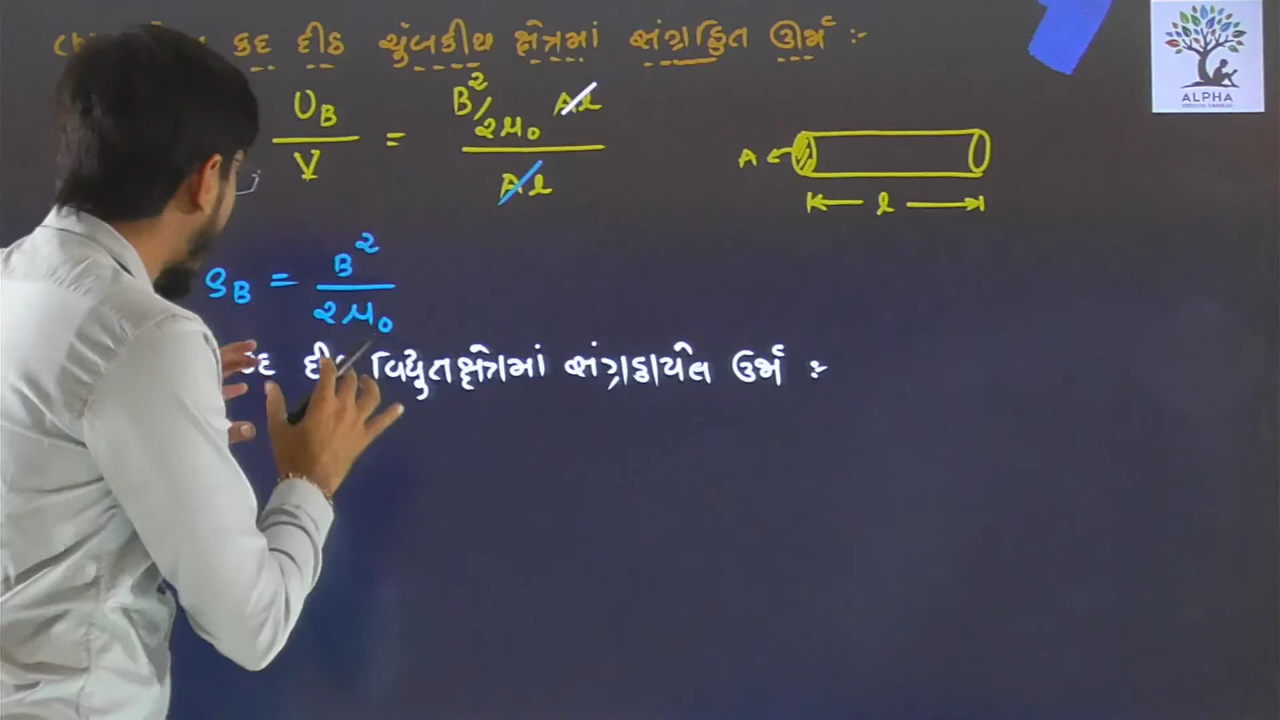 કદ દીઠ ચુંબકીય ક્ષેત્રમાં સંગ્રહિત ઊર્જા :-
ALPHA
U_B / V = B²/2μ₀ Al / Al
A
l
ρ_B = B² / 2μ₀
વિદ્યુતક્ષેત્રમાં સંગ્રહાયેલ ઉર્જા :-